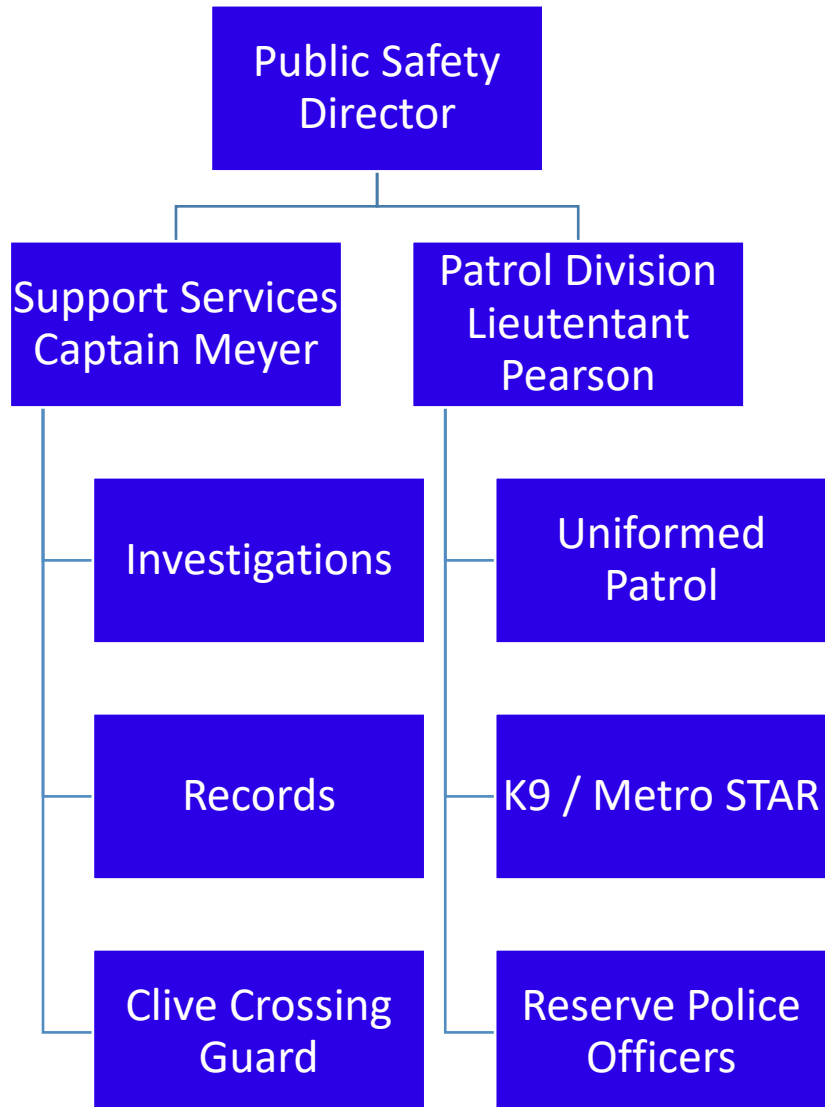 Public Safety
Director
Support Services
Captain Meyer
Patrol Division
Lieutentant
Pearson
Investigations
Uniformed
Patrol
Records
K9 / Metro STAR
Clive Crossing
Guard
Reserve Police
Officers